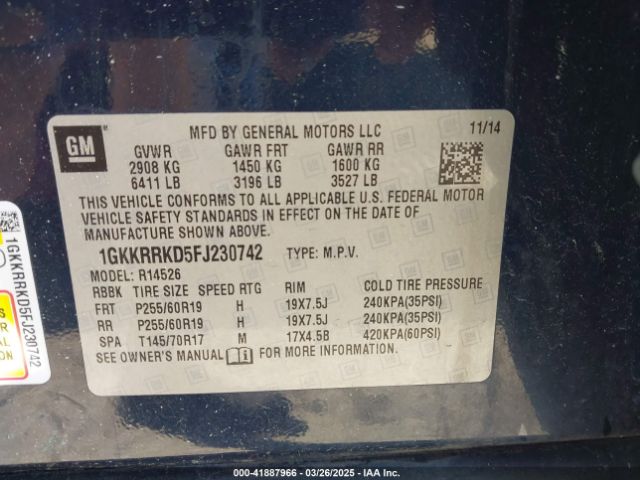 GM
MFD BY GENERAL MOTORS LLC 11/14
GVWR GAWR FRT GAWR RR
2908 KG 1450 KG 1600 KG
6411 LB 3196 LB 3527 LB
THIS VEHICLE CONFORMS TO ALL APPLICABLE U.S. FEDERAL MOTOR
VEHICLE SAFETY STANDARDS IN EFFECT ON THE DATE OF
MANUFACTURE SHOWN ABOVE.
1GKKRRKD5FJ230742 TYPE: M.P.V.
MODEL: R14526
RBBK TIRE SIZE SPEED RTG RIM COLD TIRE PRESSURE
FRT P255/60R19 H 19X7.5J 240KPA(35PSI)
RR P255/60R19 H 19X7.5J 240KPA(35PSI)
SPA T145/70R17 M 17X4.5B 420KPA(60PSI)
SEE OWNER'S MANUAL FOR MORE INFORMATION.
1GKKRRKD5FJ230742
000-41887966 — 03/26/2025 — IAA Inc.